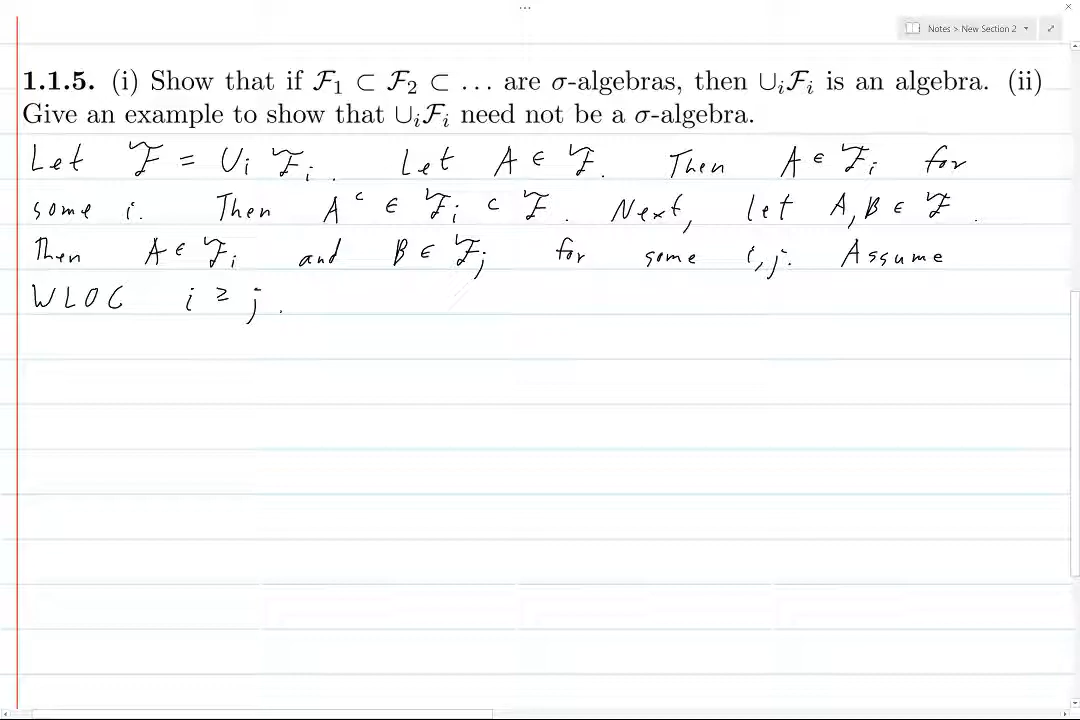 ...
Notes > New Section 2
1.1.5. (i) Show that if ℱ₁ ⊂ ℱ₂ ⊂ … are σ-algebras, then ∪ᵢℱᵢ is an algebra. (ii)
Give an example to show that ∪ᵢℱᵢ need not be a σ-algebra.
Let ℱ = ∪ᵢ ℱᵢ. Let A ∈ ℱ. Then A ∈ ℱᵢ for
some i. Then Aᶜ ∈ ℱᵢ ⊂ ℱ. Next, let A, B ∈ ℱ.
Then A ∈ ℱᵢ and B ∈ ℱⱼ for some i, j. Assume
WLOG i ≥ j.